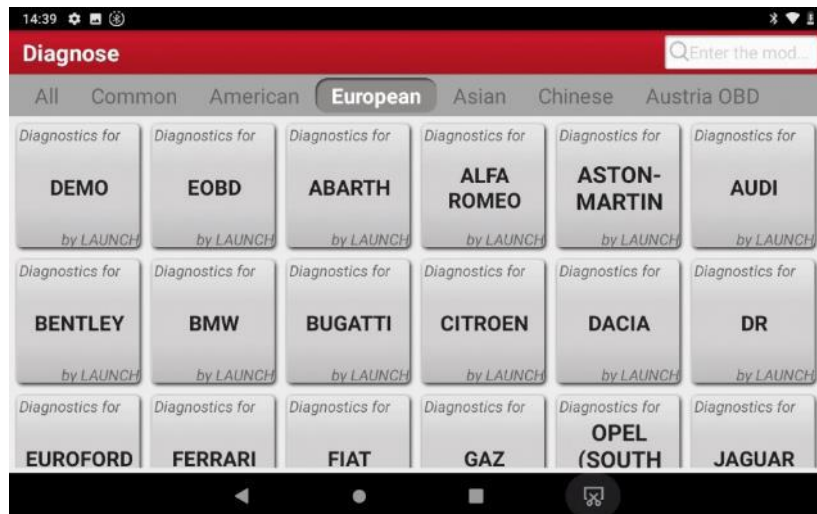 14:39
Diagnose
Enter the mod...
All Common American European Asian Chinese Austria OBD
Diagnostics for Diagnostics for Diagnostics for Diagnostics for Diagnostics for Diagnostics for
DEMO EOBD ABARTH ALFA ROMEO ASTON-MARTIN AUDI
by LAUNCH by LAUNCH by LAUNCH by LAUNCH by LAUNCH by LAUNCH
Diagnostics for Diagnostics for Diagnostics for Diagnostics for Diagnostics for Diagnostics for
BENTLEY BMW BUGATTI CITROEN DACIA DR
by LAUNCH by LAUNCH by LAUNCH by LAUNCH by LAUNCH by LAUNCH
Diagnostics for Diagnostics for Diagnostics for Diagnostics for Diagnostics for Diagnostics for
EUROFORD FERRARI FIAT GAZ OPEL (SOUTH JAGUAR